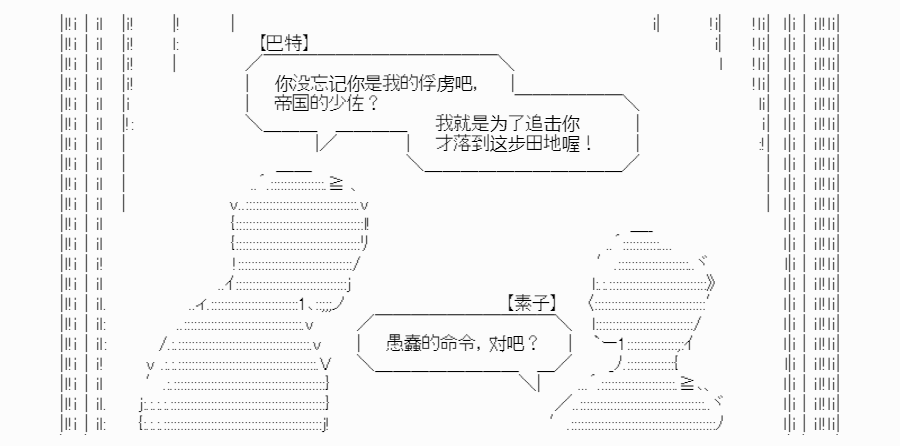 【巴特】
你没忘记你是我的俘虏吧，
帝国的少佐？
我就是为了追击你
才落到这步田地喔！
【素子】
愚蠢的命令，对吧？